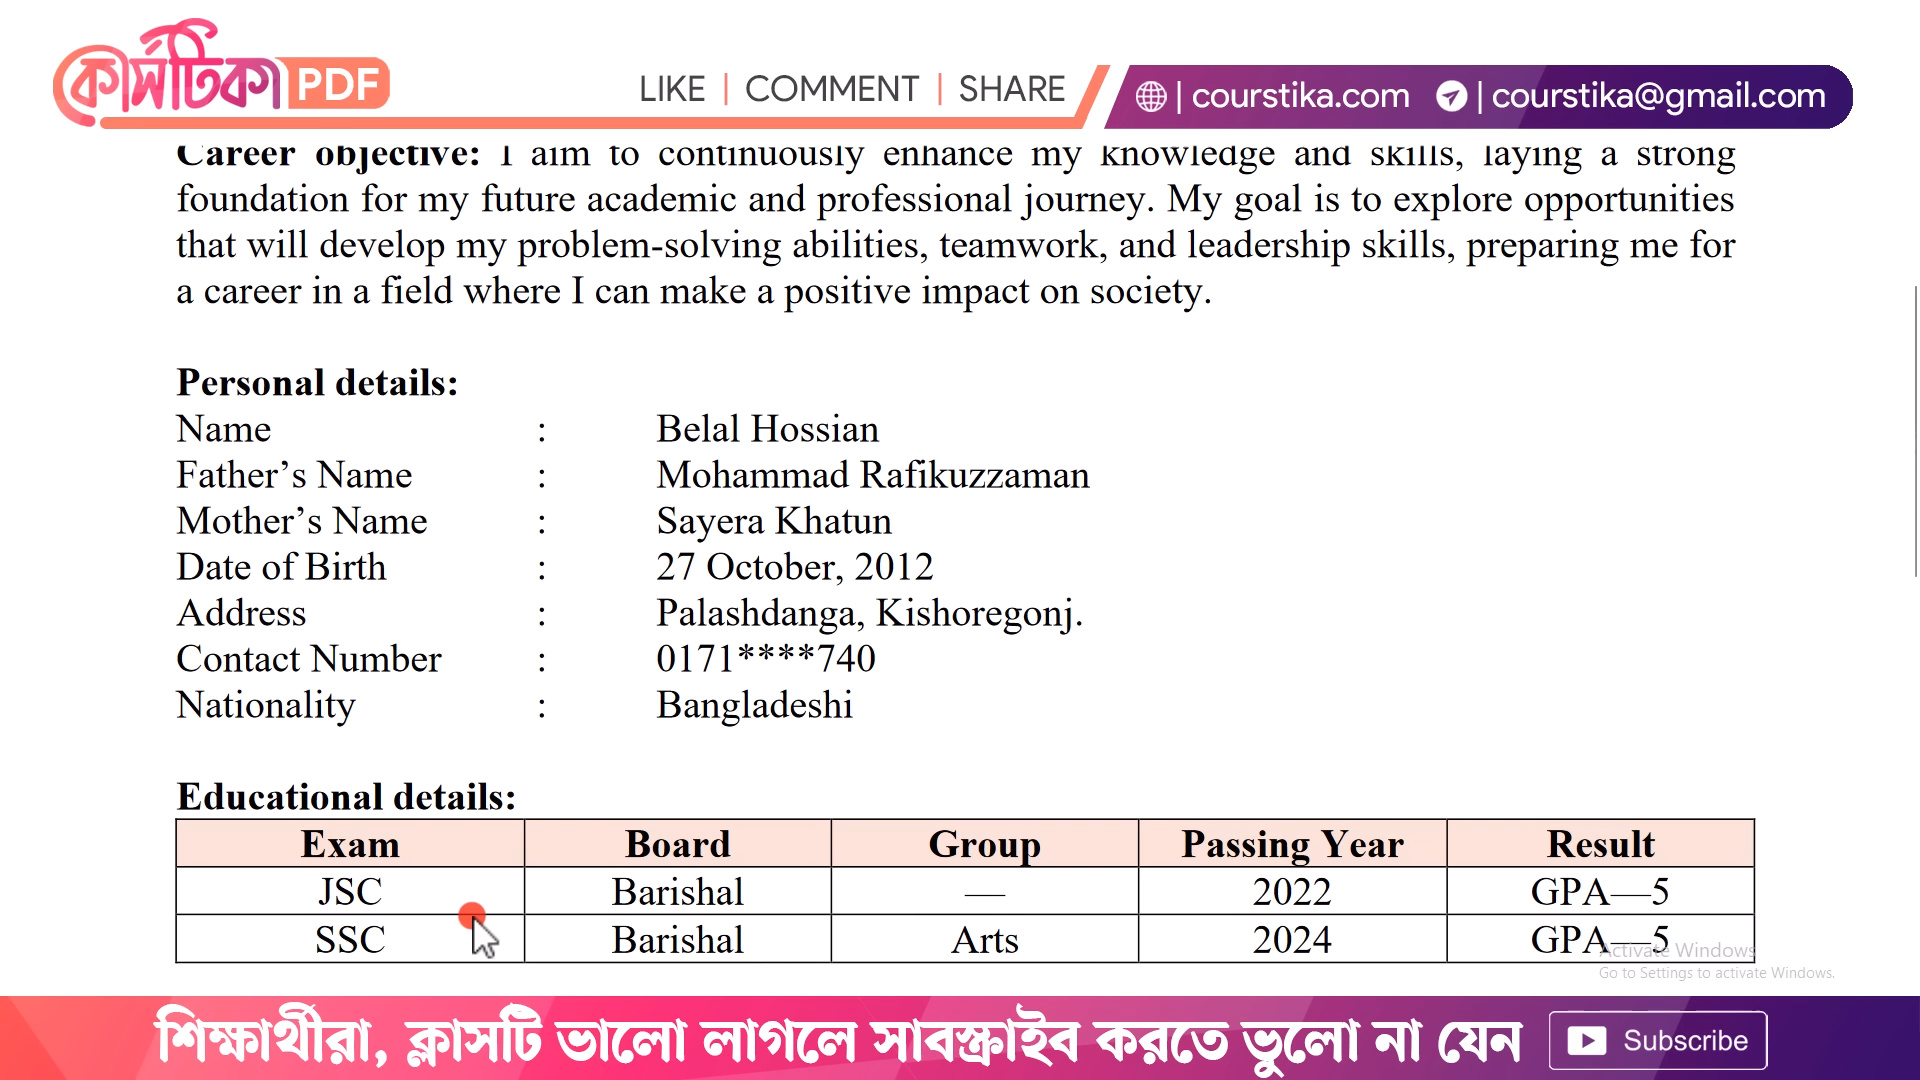 কোর্সটিকা PDF
LIKE | COMMENT | SHARE
| courstika.com | courstika@gmail.com
Career objective: I aim to continuously enhance my knowledge and skills, laying a strong
foundation for my future academic and professional journey. My goal is to explore opportunities
that will develop my problem-solving abilities, teamwork, and leadership skills, preparing me for
a career in a field where I can make a positive impact on society.
Personal details:
Name : Belal Hossian
Father’s Name : Mohammad Rafikuzzaman
Mother’s Name : Sayera Khatun
Date of Birth : 27 October, 2012
Address : Palashdanga, Kishoregonj.
Contact Number : 0171****740
Nationality : Bangladeshi
Educational details:
Exam Board Group Passing Year Result
JSC Barishal — 2022 GPA—5
SSC Barishal Arts 2024 GPA—5
Activate Windows
Go to Settings to activate Windows.
শিক্ষার্থীরা, ক্লাসটি ভালো লাগলে সাবস্ক্রাইব করতে ভুলো না যেন
Subscribe